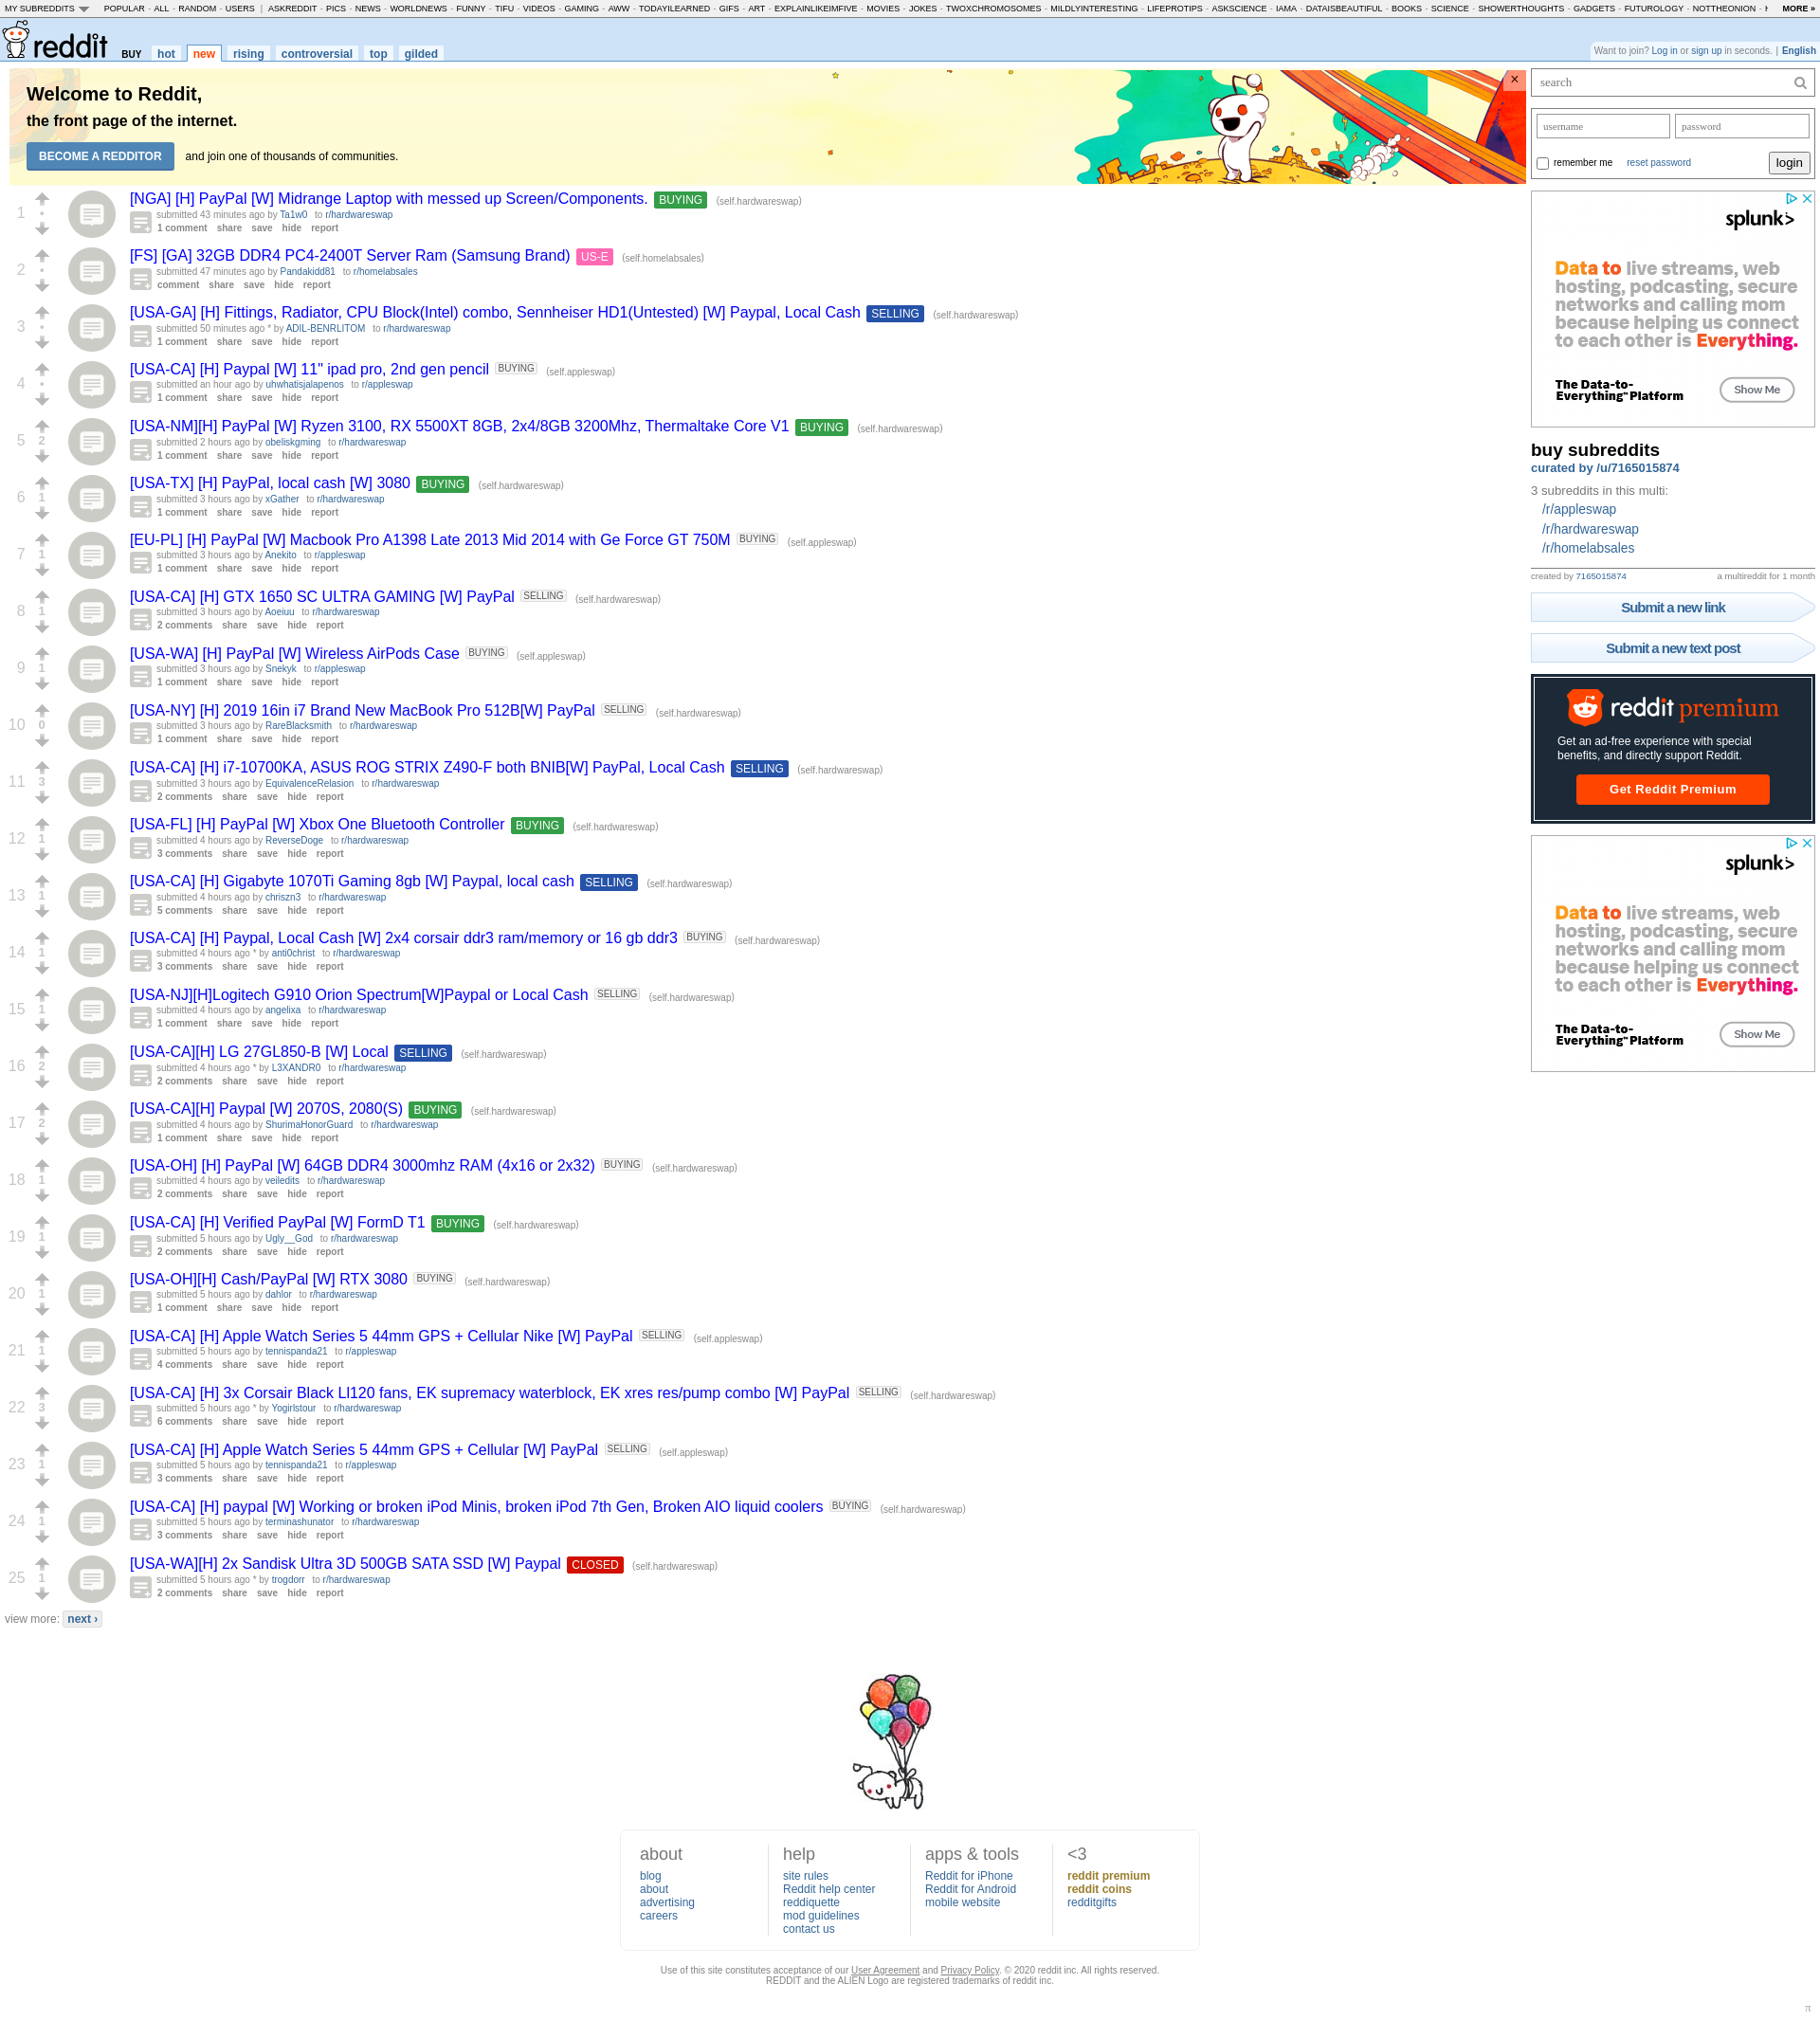 MY SUBREDDITS POPULAR - ALL - RANDOM - USERS | ASKREDDIT - PICS - NEWS - WORLDNEWS - FUNNY - TIFU - VIDEOS - GAMING - AWW - TODAYILEARNED - GIFS - ART - EXPLAINLIKEIMFIVE - MOVIES - JOKES - TWOXCHROMOSOMES - MILDLYINTERESTING - LIFEPROTIPS - ASKSCIENCE - IAMA - DATAISBEAUTIFUL - BOOKS - SCIENCE - SHOWERTHOUGHTS - GADGETS - FUTUROLOGY - NOTTHEONION - MORE »
reddit BUY hot new rising controversial top gilded
Want to join? Log in or sign up in seconds. | English
Welcome to Reddit,
the front page of the internet.
BECOME A REDDITOR and join one of thousands of communities.
×
1
[NGA] [H] PayPal [W] Midrange Laptop with messed up Screen/Components. BUYING (self.hardwareswap)
submitted 43 minutes ago by Ta1w0 to r/hardwareswap
1 comment share save hide report
2
[FS] [GA] 32GB DDR4 PC4-2400T Server Ram (Samsung Brand) US-E (self.homelabsales)
submitted 47 minutes ago by Pandakidd81 to r/homelabsales
comment share save hide report
3
[USA-GA] [H] Fittings, Radiator, CPU Block(Intel) combo, Sennheiser HD1(Untested) [W] Paypal, Local Cash SELLING (self.hardwareswap)
submitted 50 minutes ago * by ADIL-BENRLITOM to r/hardwareswap
1 comment share save hide report
4
[USA-CA] [H] Paypal [W] 11" ipad pro, 2nd gen pencil BUYING (self.appleswap)
submitted an hour ago by uhwhatisjalapenos to r/appleswap
1 comment share save hide report
5 2
[USA-NM][H] PayPal [W] Ryzen 3100, RX 5500XT 8GB, 2x4/8GB 3200Mhz, Thermaltake Core V1 BUYING (self.hardwareswap)
submitted 2 hours ago by obeliskgming to r/hardwareswap
1 comment share save hide report
6 1
[USA-TX] [H] PayPal, local cash [W] 3080 BUYING (self.hardwareswap)
submitted 3 hours ago by xGather to r/hardwareswap
1 comment share save hide report
7 1
[EU-PL] [H] PayPal [W] Macbook Pro A1398 Late 2013 Mid 2014 with Ge Force GT 750M BUYING (self.appleswap)
submitted 3 hours ago by Anekito to r/appleswap
1 comment share save hide report
8 1
[USA-CA] [H] GTX 1650 SC ULTRA GAMING [W] PayPal SELLING (self.hardwareswap)
submitted 3 hours ago by Aoeiuu to r/hardwareswap
2 comments share save hide report
9 1
[USA-WA] [H] PayPal [W] Wireless AirPods Case BUYING (self.appleswap)
submitted 3 hours ago by Snekyk to r/appleswap
1 comment share save hide report
10 0
[USA-NY] [H] 2019 16in i7 Brand New MacBook Pro 512B[W] PayPal SELLING (self.hardwareswap)
submitted 3 hours ago by RareBlacksmith to r/hardwareswap
1 comment share save hide report
11 3
[USA-CA] [H] i7-10700KA, ASUS ROG STRIX Z490-F both BNIB[W] PayPal, Local Cash SELLING (self.hardwareswap)
submitted 3 hours ago by EquivalenceRelasion to r/hardwareswap
2 comments share save hide report
12 1
[USA-FL] [H] PayPal [W] Xbox One Bluetooth Controller BUYING (self.hardwareswap)
submitted 4 hours ago by ReverseDoge to r/hardwareswap
3 comments share save hide report
13 1
[USA-CA] [H] Gigabyte 1070Ti Gaming 8gb [W] Paypal, local cash SELLING (self.hardwareswap)
submitted 4 hours ago by chriszn3 to r/hardwareswap
5 comments share save hide report
14 1
[USA-CA] [H] Paypal, Local Cash [W] 2x4 corsair ddr3 ram/memory or 16 gb ddr3 BUYING (self.hardwareswap)
submitted 4 hours ago * by anti0christ to r/hardwareswap
3 comments share save hide report
15 1
[USA-NJ][H]Logitech G910 Orion Spectrum[W]Paypal or Local Cash SELLING (self.hardwareswap)
submitted 4 hours ago by angelixa to r/hardwareswap
1 comment share save hide report
16 2
[USA-CA][H] LG 27GL850-B [W] Local SELLING (self.hardwareswap)
submitted 4 hours ago * by L3XANDR0 to r/hardwareswap
2 comments share save hide report
17 2
[USA-CA][H] Paypal [W] 2070S, 2080(S) BUYING (self.hardwareswap)
submitted 4 hours ago by ShurimaHonorGuard to r/hardwareswap
1 comment share save hide report
18 1
[USA-OH] [H] PayPal [W] 64GB DDR4 3000mhz RAM (4x16 or 2x32) BUYING (self.hardwareswap)
submitted 4 hours ago by veiledits to r/hardwareswap
2 comments share save hide report
19 1
[USA-CA] [H] Verified PayPal [W] FormD T1 BUYING (self.hardwareswap)
submitted 5 hours ago by Ugly__God to r/hardwareswap
2 comments share save hide report
20 1
[USA-OH][H] Cash/PayPal [W] RTX 3080 BUYING (self.hardwareswap)
submitted 5 hours ago by dahlor to r/hardwareswap
1 comment share save hide report
21 1
[USA-CA] [H] Apple Watch Series 5 44mm GPS + Cellular Nike [W] PayPal SELLING (self.appleswap)
submitted 5 hours ago by tennispanda21 to r/appleswap
4 comments share save hide report
22 3
[USA-CA] [H] 3x Corsair Black Ll120 fans, EK supremacy waterblock, EK xres res/pump combo [W] PayPal SELLING (self.hardwareswap)
submitted 5 hours ago * by Yogirlstour to r/hardwareswap
6 comments share save hide report
23 1
[USA-CA] [H] Apple Watch Series 5 44mm GPS + Cellular [W] PayPal SELLING (self.appleswap)
submitted 5 hours ago by tennispanda21 to r/appleswap
3 comments share save hide report
24 1
[USA-CA] [H] paypal [W] Working or broken iPod Minis, broken iPod 7th Gen, Broken AIO liquid coolers BUYING (self.hardwareswap)
submitted 5 hours ago by terminashunator to r/hardwareswap
3 comments share save hide report
25 1
[USA-WA][H] 2x Sandisk Ultra 3D 500GB SATA SSD [W] Paypal CLOSED (self.hardwareswap)
submitted 5 hours ago * by trogdorr to r/hardwareswap
2 comments share save hide report
view more: next ›
search
username password
remember me reset password login
splunk>
Data to live streams, web
hosting, podcasting, secure
networks and calling mom
because helping us connect
to each other is Everything.
The Data-to-
Everything™ Platform
Show Me
buy subreddits
curated by /u/7165015874
3 subreddits in this multi:
/r/appleswap
/r/hardwareswap
/r/homelabsales
created by 7165015874 a multireddit for 1 month
Submit a new link
Submit a new text post
reddit premium
Get an ad-free experience with special
benefits, and directly support Reddit.
Get Reddit Premium
splunk>
Data to live streams, web
hosting, podcasting, secure
networks and calling mom
because helping us connect
to each other is Everything.
The Data-to-
Everything™ Platform
Show Me
about
blog
about
advertising
careers
help
site rules
Reddit help center
reddiquette
mod guidelines
contact us
apps & tools
Reddit for iPhone
Reddit for Android
mobile website
<3
reddit premium
reddit coins
redditgifts
Use of this site constitutes acceptance of our User Agreement and Privacy Policy. © 2020 reddit inc. All rights reserved.
REDDIT and the ALIEN Logo are registered trademarks of reddit inc.
π